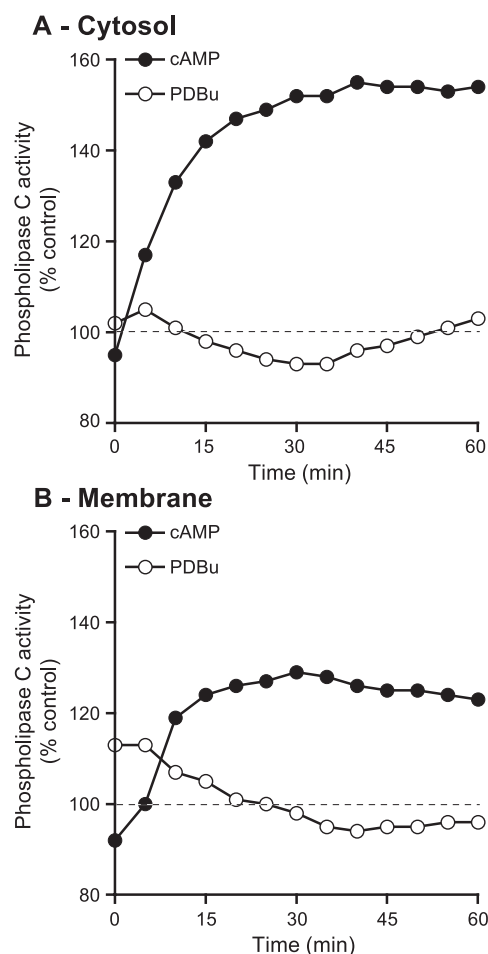 A - Cytosol
160
cAMP
PDBu
140
120
100
80
Phospholipase C activity
(% control)
0 15 30 45 60
Time (min)
B - Membrane
160
cAMP
PDBu
140
120
100
80
Phospholipase C activity
(% control)
0 15 30 45 60
Time (min)